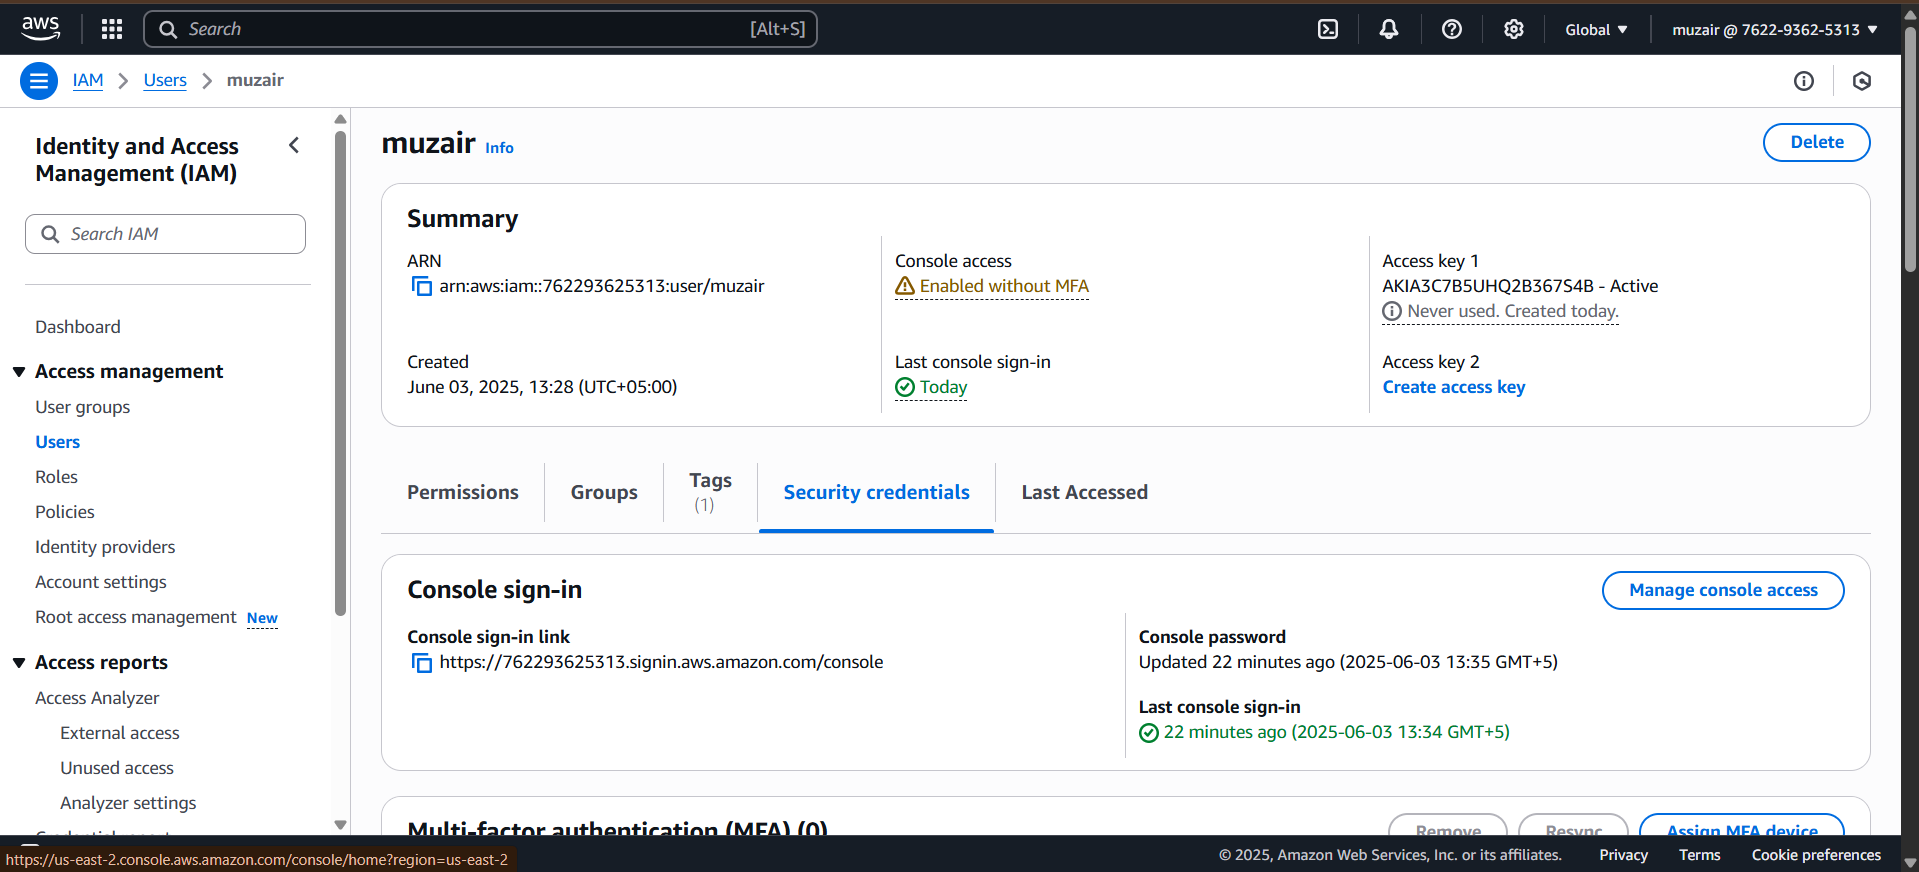 aws
Search
[Alt+S]
Global
muzair @ 7622-9362-5313
IAM
Users
muzair
Identity and Access
Management (IAM)
Search IAM
Dashboard
Access management
User groups
Users
Roles
Policies
Identity providers
Account settings
Root access management New
Access reports
Access Analyzer
External access
Unused access
Analyzer settings
muzair Info
Delete
Summary
ARN
arn:aws:iam::762293625313:user/muzair
Created
June 03, 2025, 13:28 (UTC+05:00)
Console access
Enabled without MFA
Last console sign-in
Today
Access key 1
AKIA3C7B5UHQ2B367S4B - Active
Never used. Created today.
Access key 2
Create access key
Permissions
Groups
Tags
(1)
Security credentials
Last Accessed
Console sign-in
Manage console access
Console sign-in link
https://762293625313.signin.aws.amazon.com/console
Console password
Updated 22 minutes ago (2025-06-03 13:35 GMT+5)
Last console sign-in
22 minutes ago (2025-06-03 13:34 GMT+5)
Multi-factor authentication (MFA) (0)
Remove
Resync
Assign MFA device
https://us-east-2.console.aws.amazon.com/console/home?region=us-east-2
© 2025, Amazon Web Services, Inc. or its affiliates.
Privacy
Terms
Cookie preferences